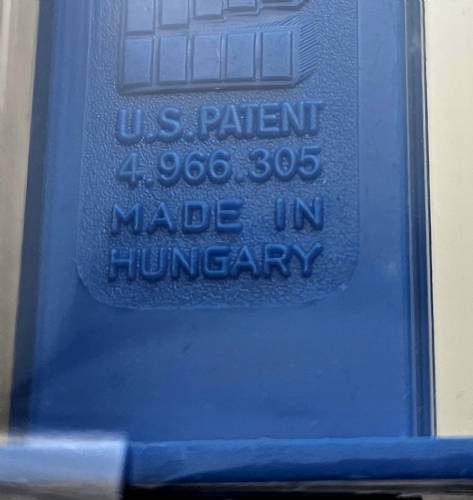 U.S.PATENT
4.966.305
MADE IN
HUNGARY